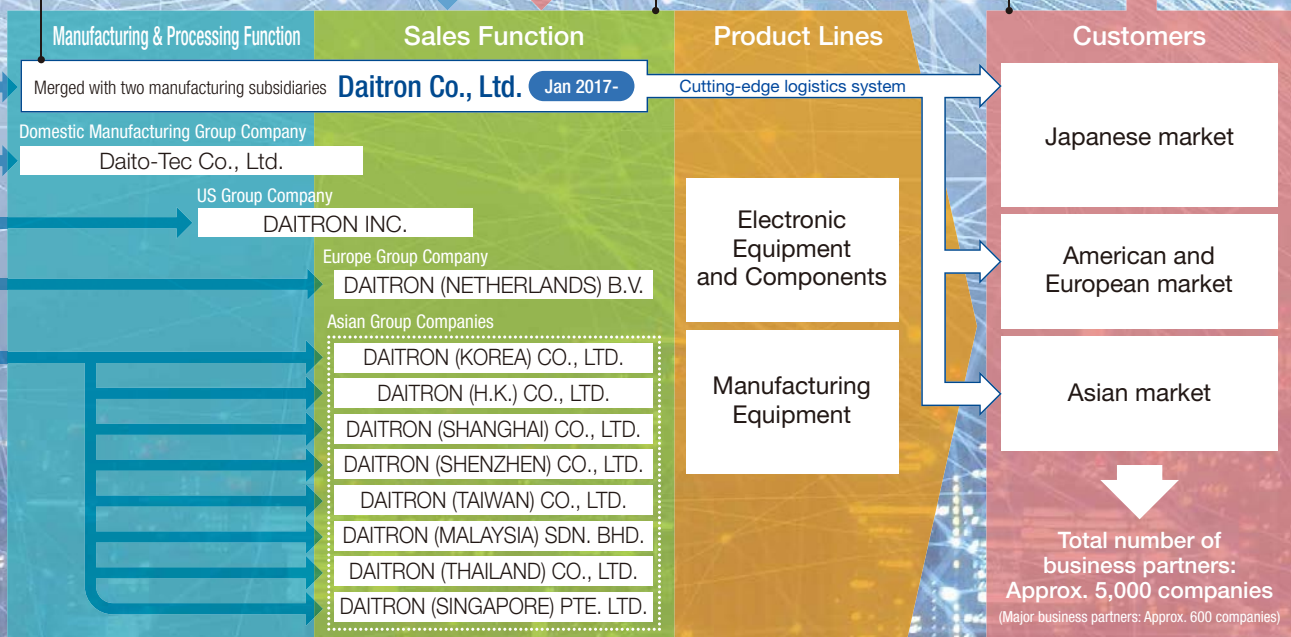 Manufacturing & Processing Function
Sales Function
Product Lines
Customers
Merged with two manufacturing subsidiaries Daitron Co., Ltd. Jan 2017-
Cutting-edge logistics system
Domestic Manufacturing Group Company
Daito-Tec Co., Ltd.
US Group Company
DAITRON INC.
Europe Group Company
DAITRON (NETHERLANDS) B.V.
Asian Group Companies
DAITRON (KOREA) CO., LTD.
DAITRON (H.K.) CO., LTD.
DAITRON (SHANGHAI) CO., LTD.
DAITRON (SHENZHEN) CO., LTD.
DAITRON (TAIWAN) CO., LTD.
DAITRON (MALAYSIA) SDN. BHD.
DAITRON (THAILAND) CO., LTD.
DAITRON (SINGAPORE) PTE. LTD.
Electronic
Equipment
and Components
Manufacturing
Equipment
Japanese market
American and
European market
Asian market
Total number of
business partners:
Approx. 5,000 companies
(Major business partners: Approx. 600 companies)